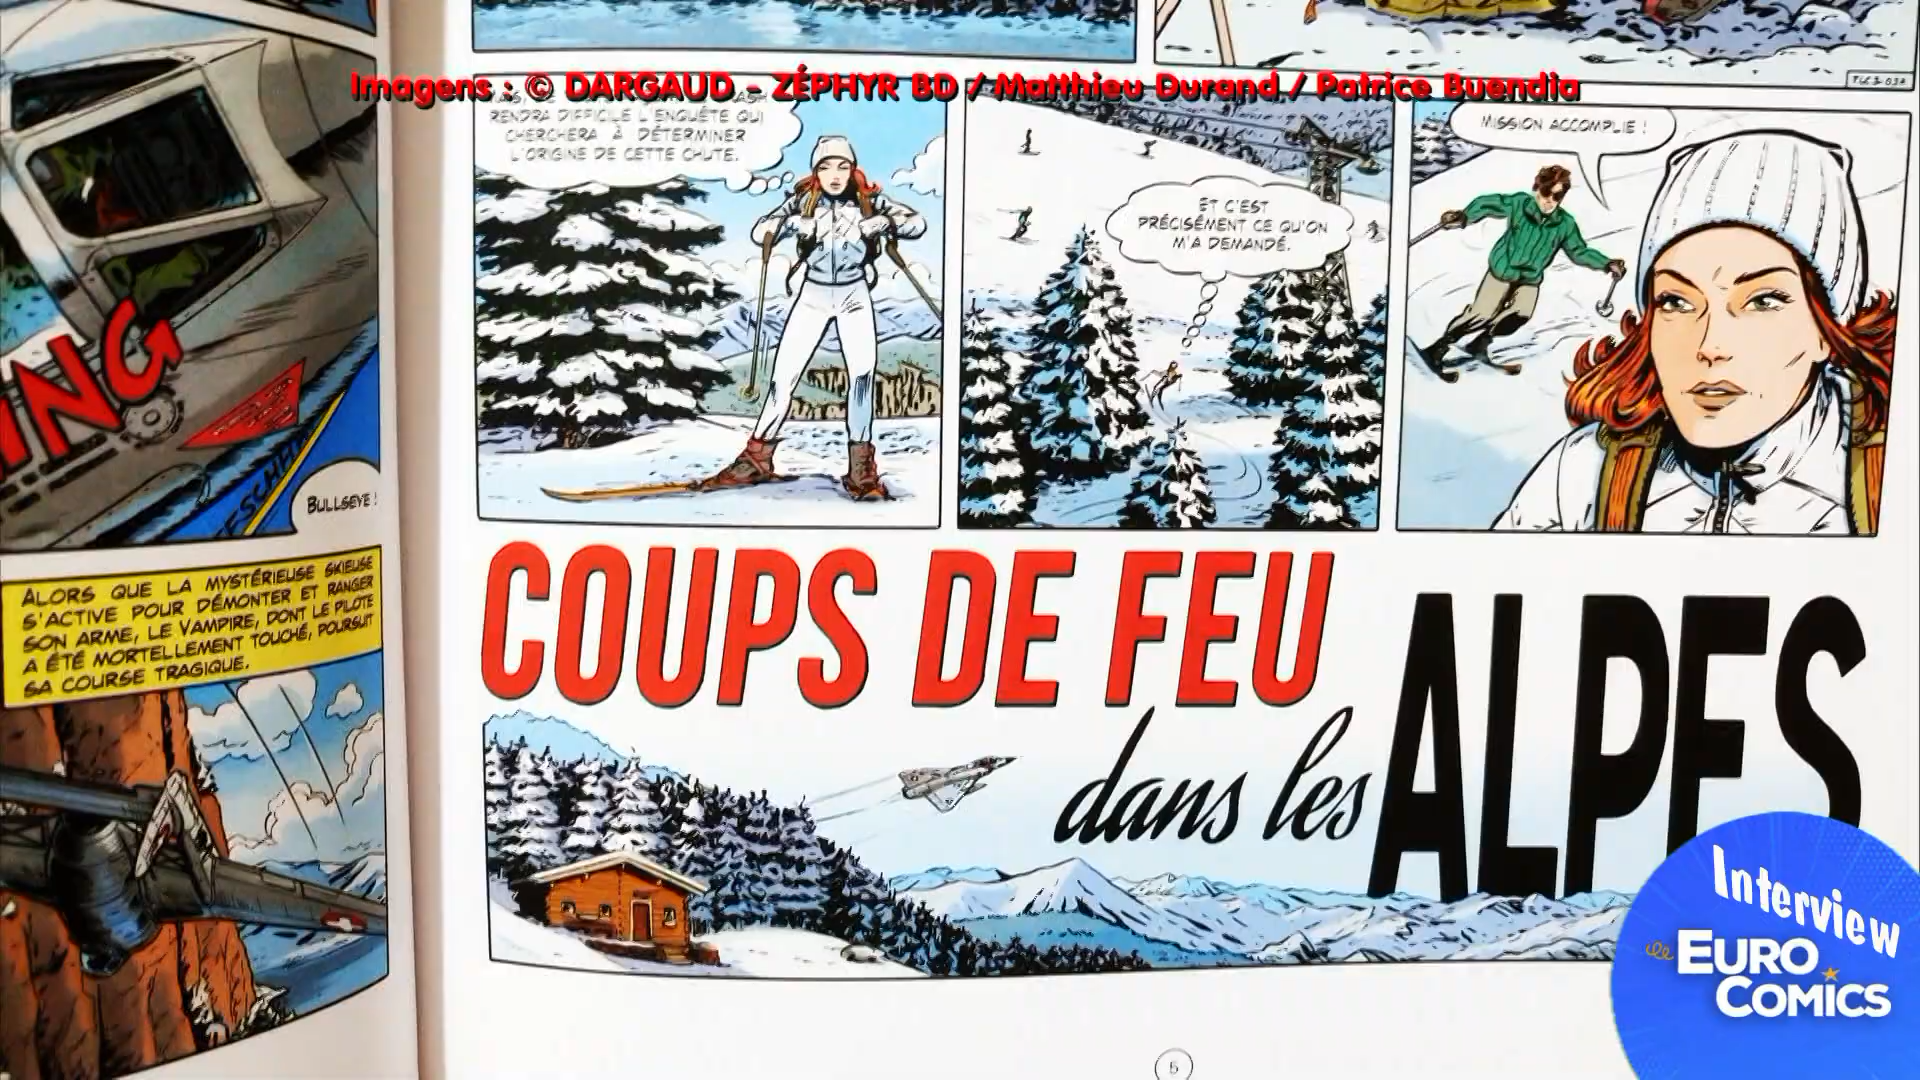 Imagens : © DARGAUD - ZÉPHYR BD / Matthieu Durand / Patrice Buendia
RENDRA DIFFICILE L'ENQUÊTE QUI
CHERCHERA À DÉTERMINER
L'ORIGINE DE CETTE CHUTE.
ET C'EST
PRÉCISÉMENT CE QU'ON
M'A DEMANDÉ.
MISSION ACCOMPLIE !
ING
BULLSEYE !
ALORS QUE LA MYSTÉRIEUSE SKIEUSE
S'ACTIVE POUR DÉMONTER ET RANGER
SON ARME, LE VAMPIRE, DONT LE PILOTE
A ÉTÉ MORTELLEMENT TOUCHÉ, POURSUIT
SA COURSE TRAGIQUE.
COUPS DE FEU
dans les
ALPES
Interview
EURO
COMICS
5